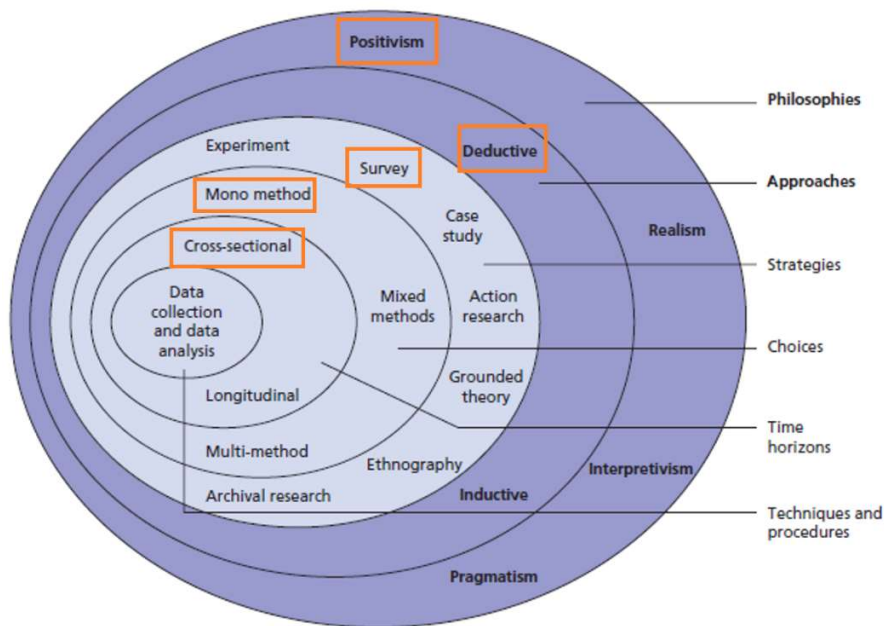 Positivism
Philosophies
Experiment
Survey
Deductive
Approaches
Mono method
Case
study
Realism
Cross-sectional
Strategies
Data
collection
and data
analysis
Mixed
methods
Action
research
Choices
Longitudinal
Grounded
theory
Time
horizons
Multi-method
Ethnography
Interpretivism
Archival research
Inductive
Techniques and
procedures
Pragmatism